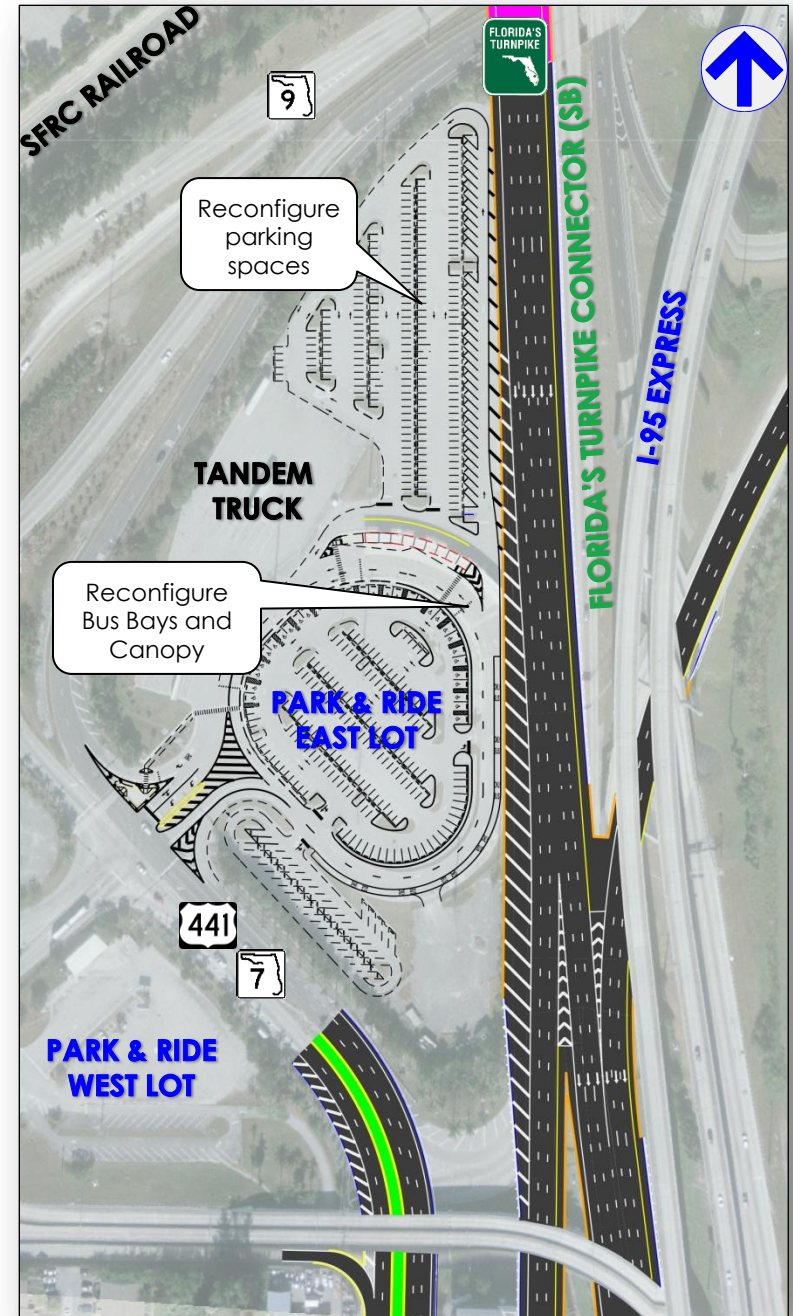 SFRC RAILROAD
9
FLORIDA'S
TURNPIKE
Reconfigure
parking
spaces
FLORIDA'S TURNPIKE CONNECTOR (SB)
I-95 EXPRESS
TANDEM
TRUCK
Reconfigure
Bus Bays and
Canopy
PARK & RIDE
EAST LOT
441
7
PARK & RIDE
WEST LOT